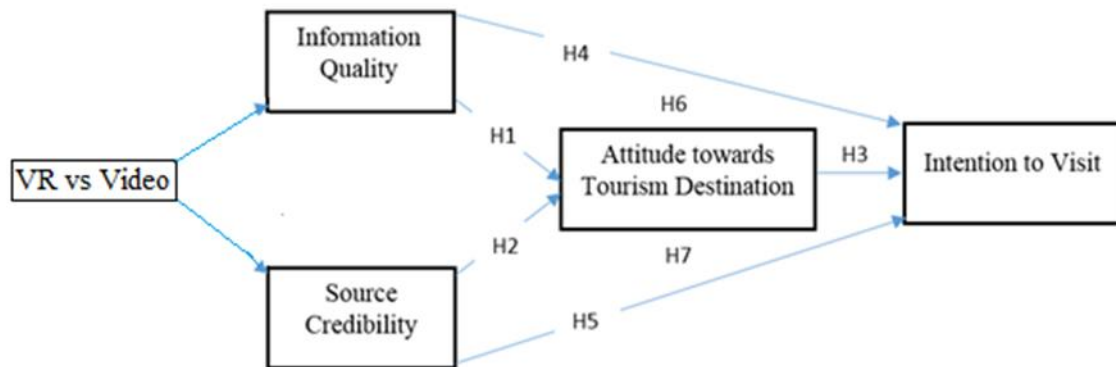 Information
Quality
H4
H6
H1
Attitude towards
Tourism Destination
H3
Intention to Visit
VR vs Video
H2
H7
Source
Credibility
H5